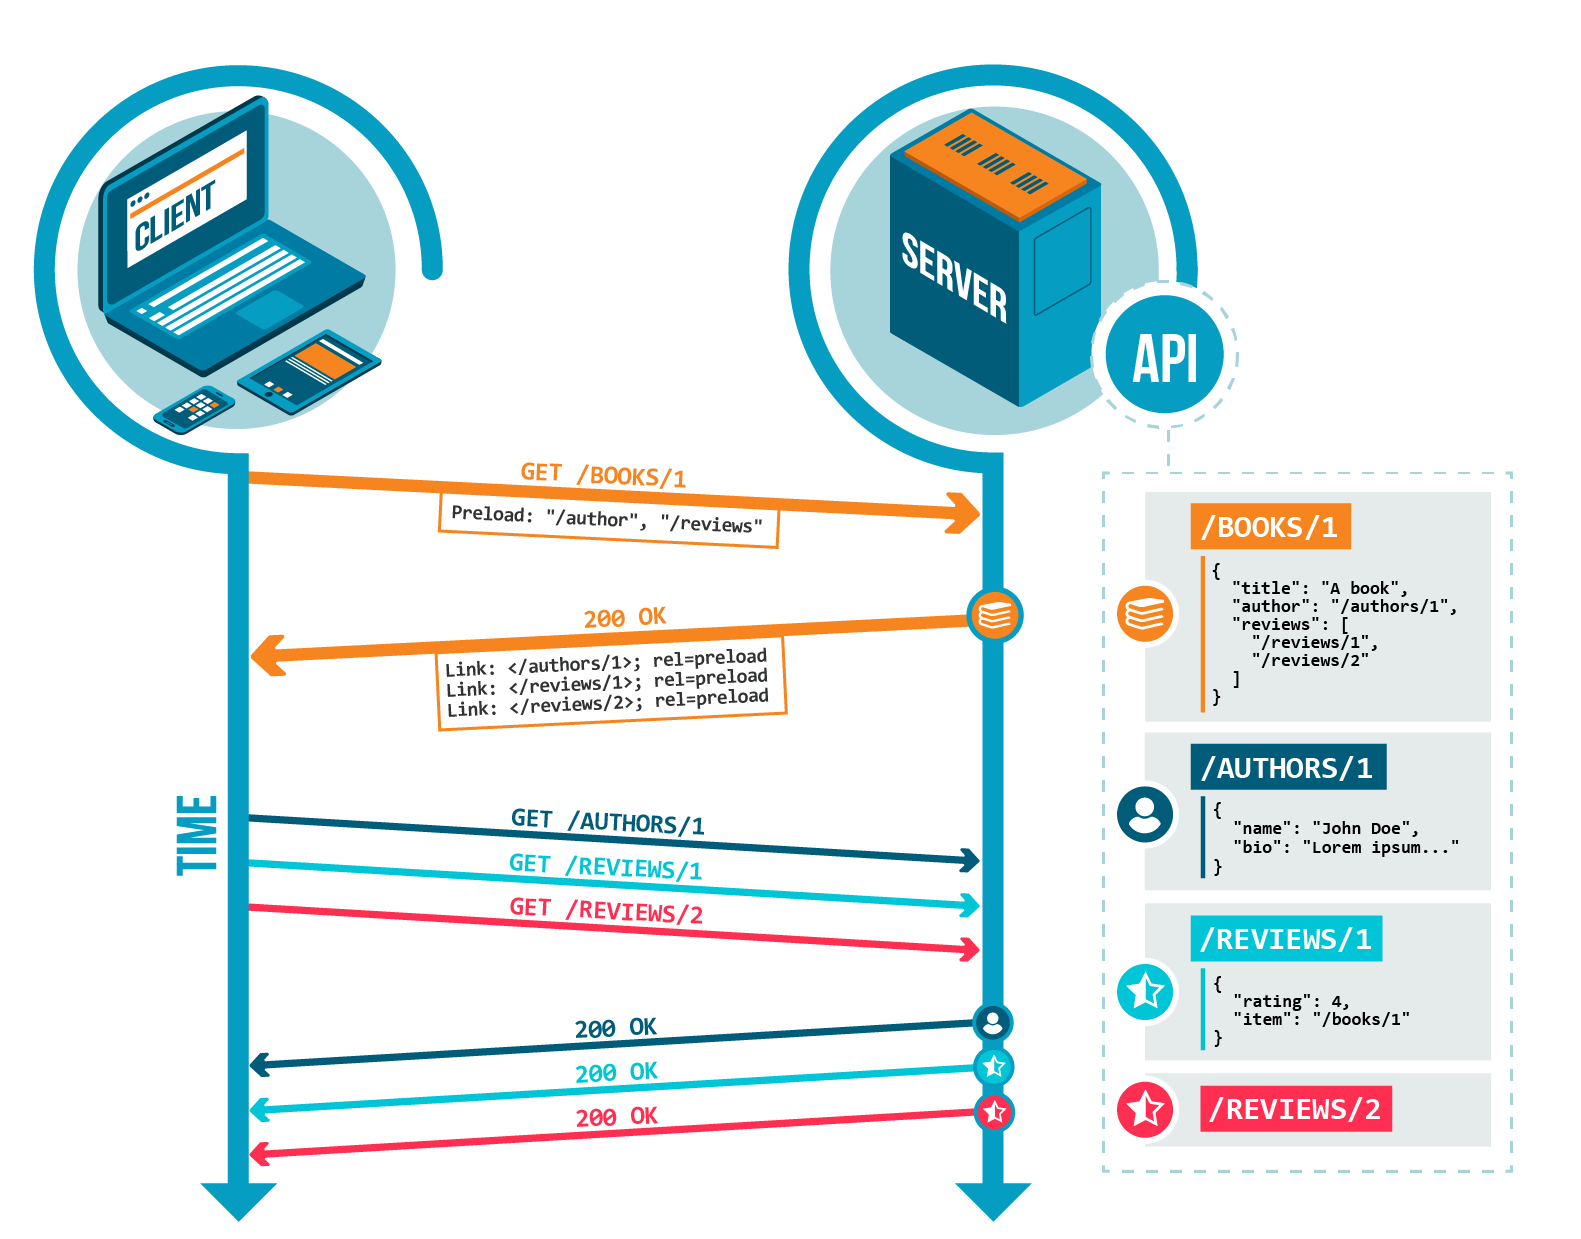 CLIENT
SERVER
API
GET /BOOKS/1
Preload: "/author", "/reviews"
200 OK
Link: </authors/1>; rel=preload
Link: </reviews/1>; rel=preload
Link: </reviews/2>; rel=preload
TIME
GET /AUTHORS/1
GET /REVIEWS/1
GET /REVIEWS/2
200 OK
200 OK
200 OK
/BOOKS/1
{
"title": "A book",
"author": "/authors/1",
"reviews": [
"/reviews/1",
"/reviews/2"
]
}
/AUTHORS/1
{
"name": "John Doe",
"bio": "Lorem ipsum..."
}
/REVIEWS/1
{
"rating": 4,
"item": "/books/1"
}
/REVIEWS/2